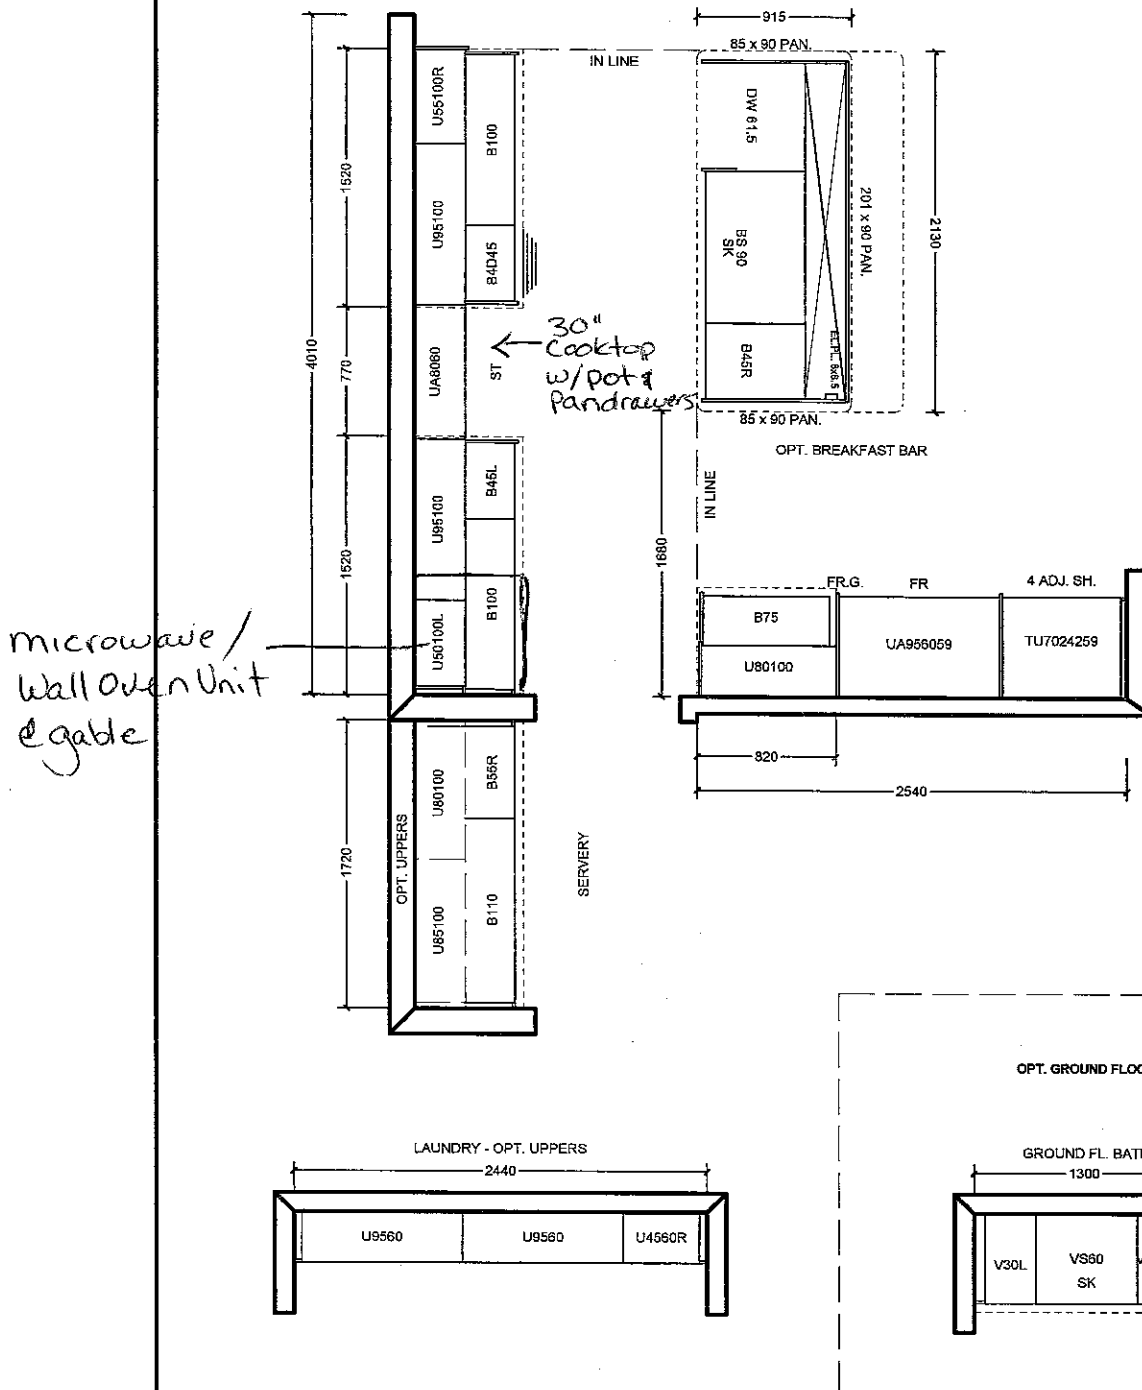 915
85 x 90 PAN.
IN LINE
U55100R
B100
DW 61.5
1520
201 x 90 PAN.
2130
U95100
BS 90
SK
B4D45
4010
770
UA8060
ST
30"
Cooktop
w/pot &
Pandrawers
B45R
EL.PL. 8x8.5
85 x 90 PAN.
OPT. BREAKFAST BAR
B45L
U95100
IN LINE
1680
1520
B100
U50100L
FR.G.
FR
4 ADJ. SH.
B75
U80100
UA956059
TU7024259
microwave /
Wall Oven Unit
& gable
820
2540
U80100
B55R
OPT. UPPERS
1720
SERVERY
U85100
B110
OPT. GROUND FLOO
LAUNDRY - OPT. UPPERS
2440
U9560
U9560
U4560R
GROUND FL. BATH
1300
V30L
VS60
SK